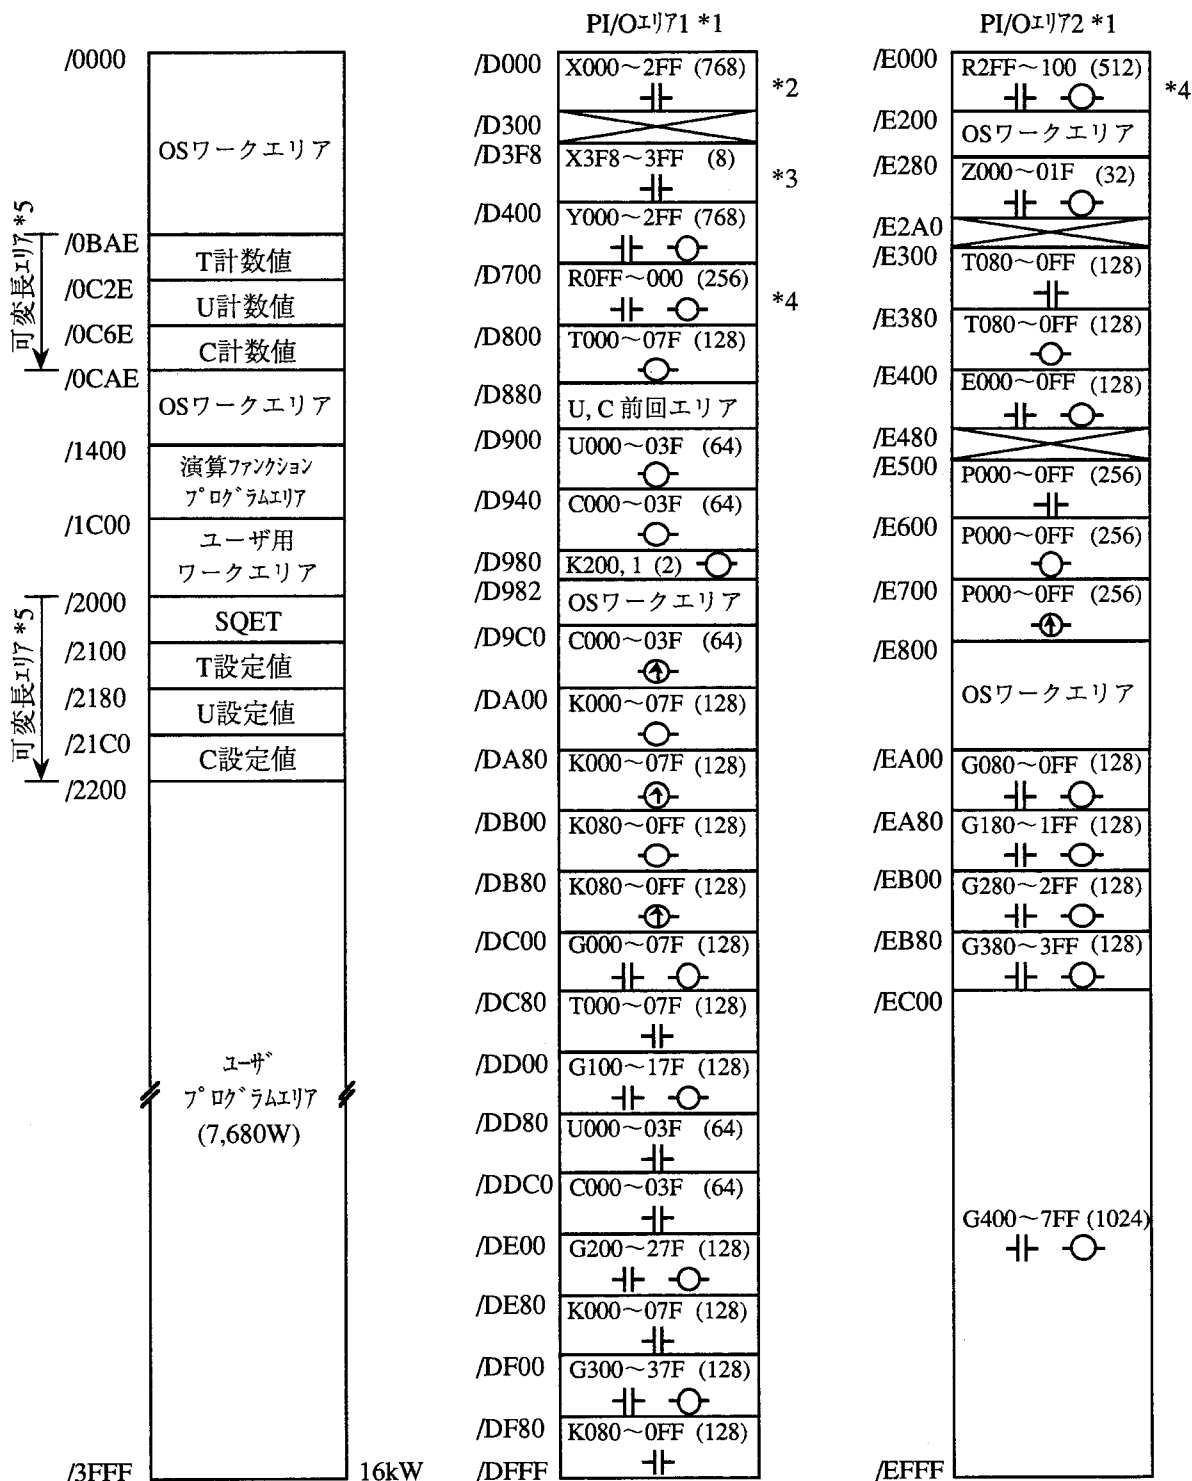 /0000
OSワークエリア
可変長エリア *5
/0BAE
T計数値
/0C2E
U計数値
/0C6E
C計数値
/0CAE
OSワークエリア
/1400
演算ファンクション
プログラムエリア
/1C00
ユーザ用
ワークエリア
可変長エリア *5
/2000
SQET
/2100
T設定値
/2180
U設定値
/21C0
C設定値
/2200
ユーザ
プログラムエリア
(7,680W)
/3FFF
16kW
PI/Oエリア1 *1
/D000
X000～2FF (768)
*2
/D300
/D3F8
X3F8～3FF (8)
*3
/D400
Y000～2FF (768)
/D700
R0FF～000 (256)
*4
/D800
T000～07F (128)
/D880
U, C 前回エリア
/D900
U000～03F (64)
/D940
C000～03F (64)
/D980
K200, 1 (2)
/D982
OSワークエリア
/D9C0
C000～03F (64)
/DA00
K000～07F (128)
/DA80
K000～07F (128)
/DB00
K080～0FF (128)
/DB80
K080～0FF (128)
/DC00
G000～07F (128)
/DC80
T000～07F (128)
/DD00
G100～17F (128)
/DD80
U000～03F (64)
/DDC0
C000～03F (64)
/DE00
G200～27F (128)
/DE80
K000～07F (128)
/DF00
G300～37F (128)
/DF80
K080～0FF (128)
/DFFF
PI/Oエリア2 *1
/E000
R2FF～100 (512)
*4
/E200
OSワークエリア
/E280
Z000～01F (32)
/E2A0
/E300
T080～0FF (128)
/E380
T080～0FF (128)
/E400
E000～0FF (128)
/E480
/E500
P000～0FF (256)
/E600
P000～0FF (256)
/E700
P000～0FF (256)
/E800
OSワークエリア
/EA00
G080～0FF (128)
/EA80
G180～1FF (128)
/EB00
G280～2FF (128)
/EB80
G380～3FF (128)
/EC00
G400～7FF (1024)
/EFFF